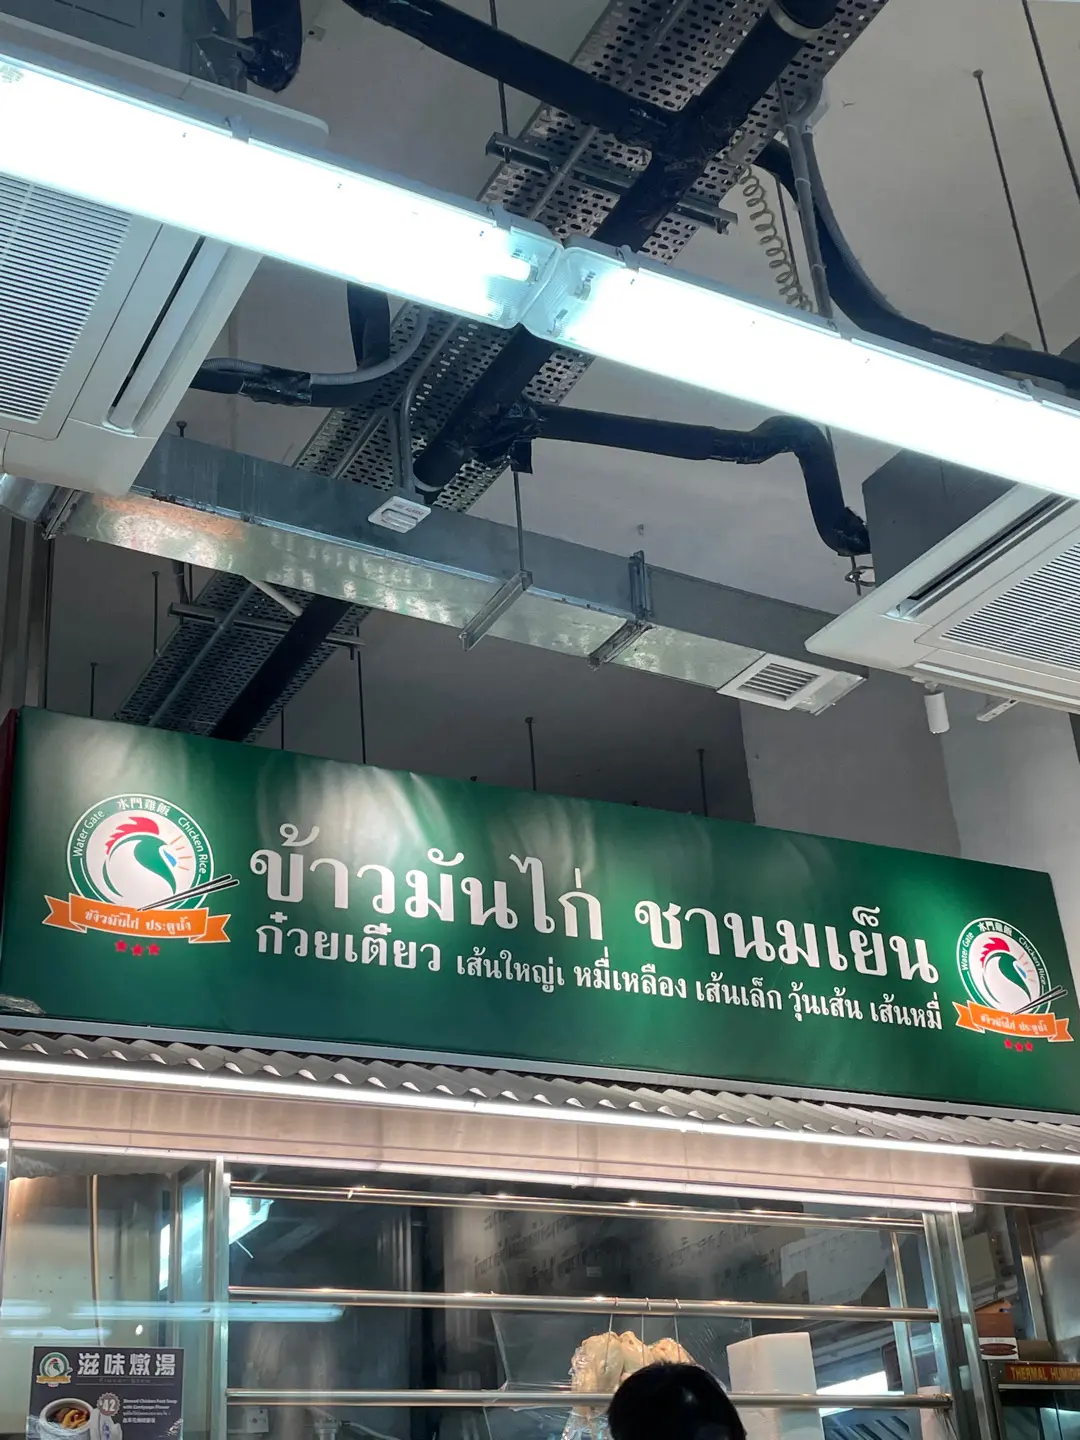 水門雞飯
Water Gate Chicken Rice
ข้าวมันไก่ ประตูน้ำ
ข้าวมันไก่ ชานมเย็น
ก๋วยเตี๋ยว เส้นใหญ่เ หมี่เหลือง เส้นเล็ก วุ้นเส้น เส้นหมี่
水門雞飯
Water Gate Chicken Rice
ข้าวมันไก่ ประตูน้ำ
滋味燉湯
$42
THERMAL HUMIDI